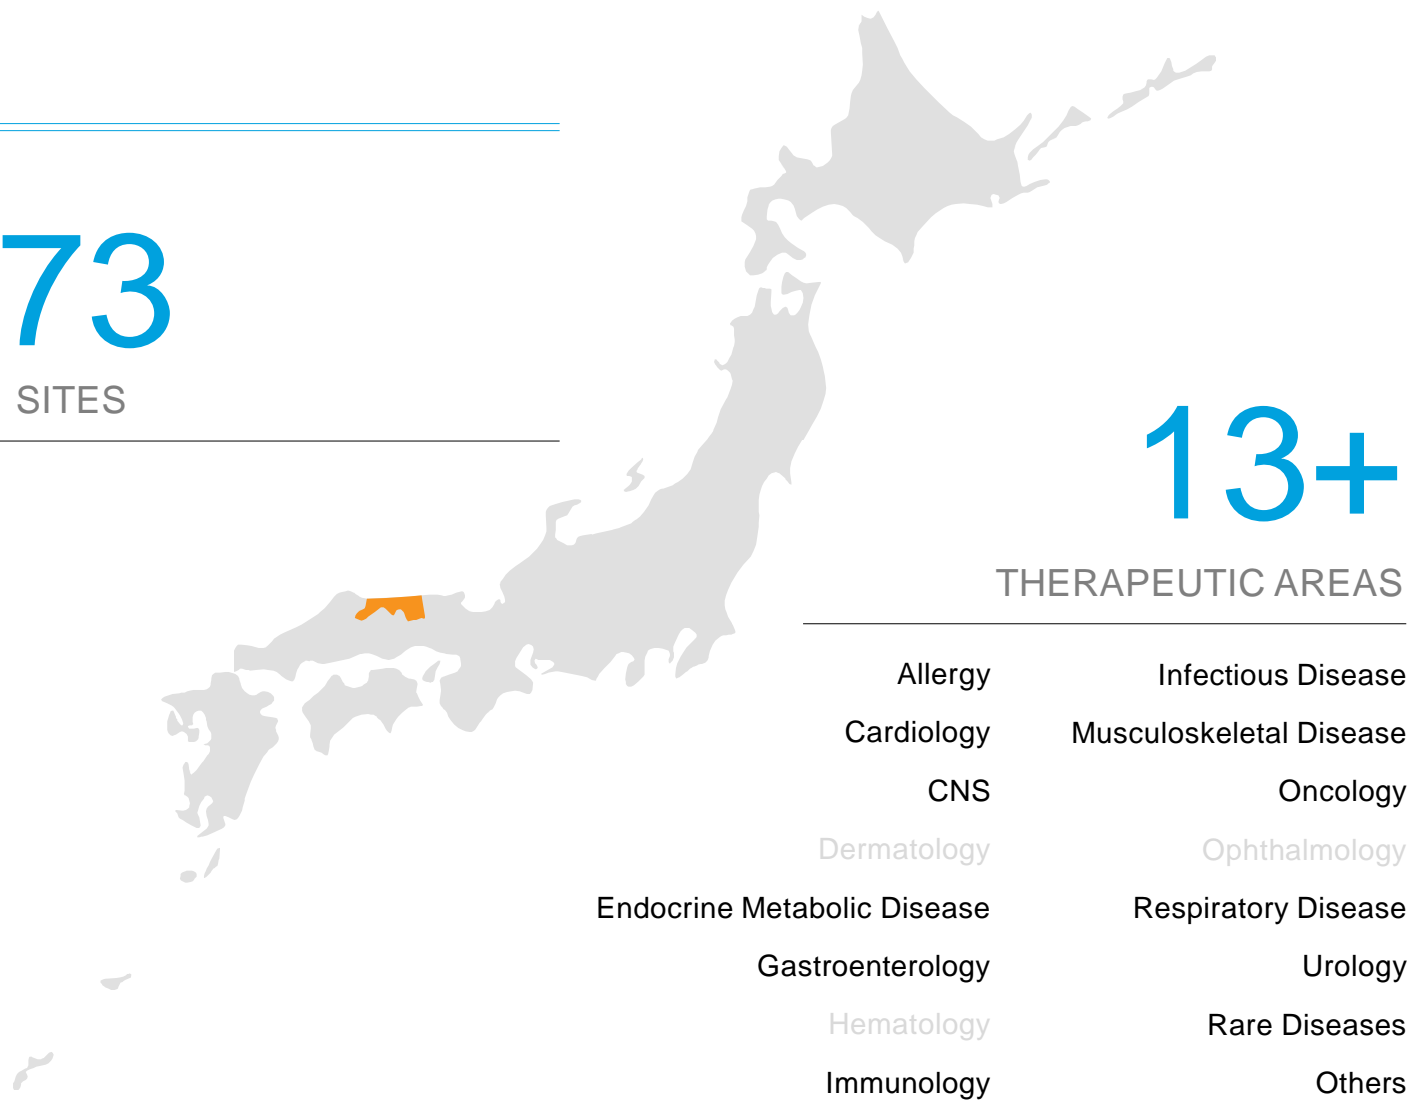 73
SITES
13+
THERAPEUTIC AREAS
Allergy
Cardiology
CNS
Dermatology
Endocrine Metabolic Disease
Gastroenterology
Hematology
Immunology
Infectious Disease
Musculoskeletal Disease
Oncology
Ophthalmology
Respiratory Disease
Urology
Rare Diseases
Others